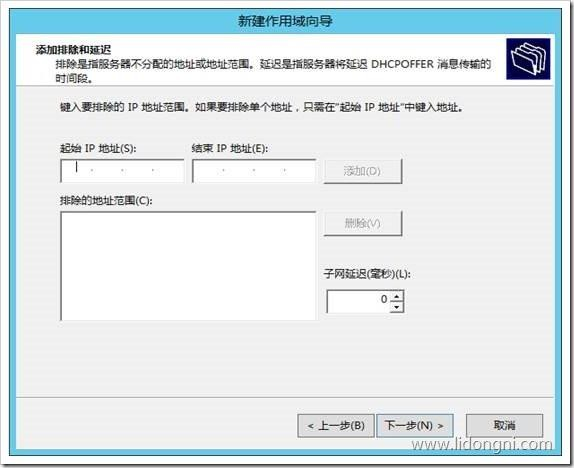 新建作用域向导
添加排除和延迟
排除是指服务器不分配的地址或地址范围。延迟是指服务器将延迟 DHCPOFFER 消息传输的
时间段。
键入要排除的 IP 地址范围。如果要排除单个地址，只需在"起始 IP 地址"中键入地址。
起始 IP 地址(S):
结束 IP 地址(E):
添加(D)
排除的地址范围(C):
删除(V)
子网延迟(毫秒)(L):
0
< 上一步(B)
下一步(N) >
取消
www.lidongni.com